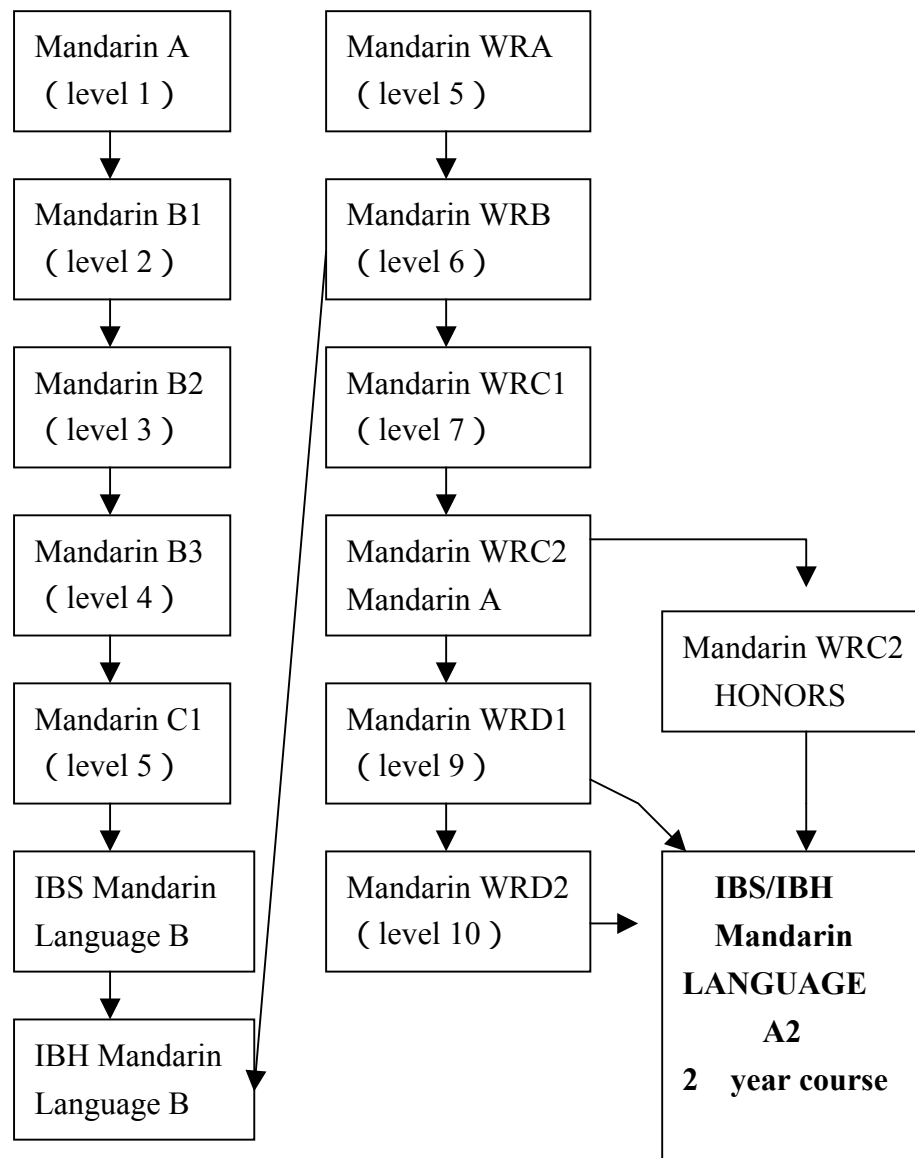 Mandarin A
( level 1 )
Mandarin B1
( level 2 )
Mandarin B2
( level 3 )
Mandarin B3
( level 4 )
Mandarin C1
( level 5 )
IBS Mandarin
Language B
IBH Mandarin
Language B
Mandarin WRA
( level 5 )
Mandarin WRB
( level 6 )
Mandarin WRC1
( level 7 )
Mandarin WRC2
Mandarin A
Mandarin WRD1
( level 9 )
Mandarin WRD2
( level 10 )
Mandarin WRC2
HONORS
IBS/IBH
Mandarin
LANGUAGE
A2
2 year course